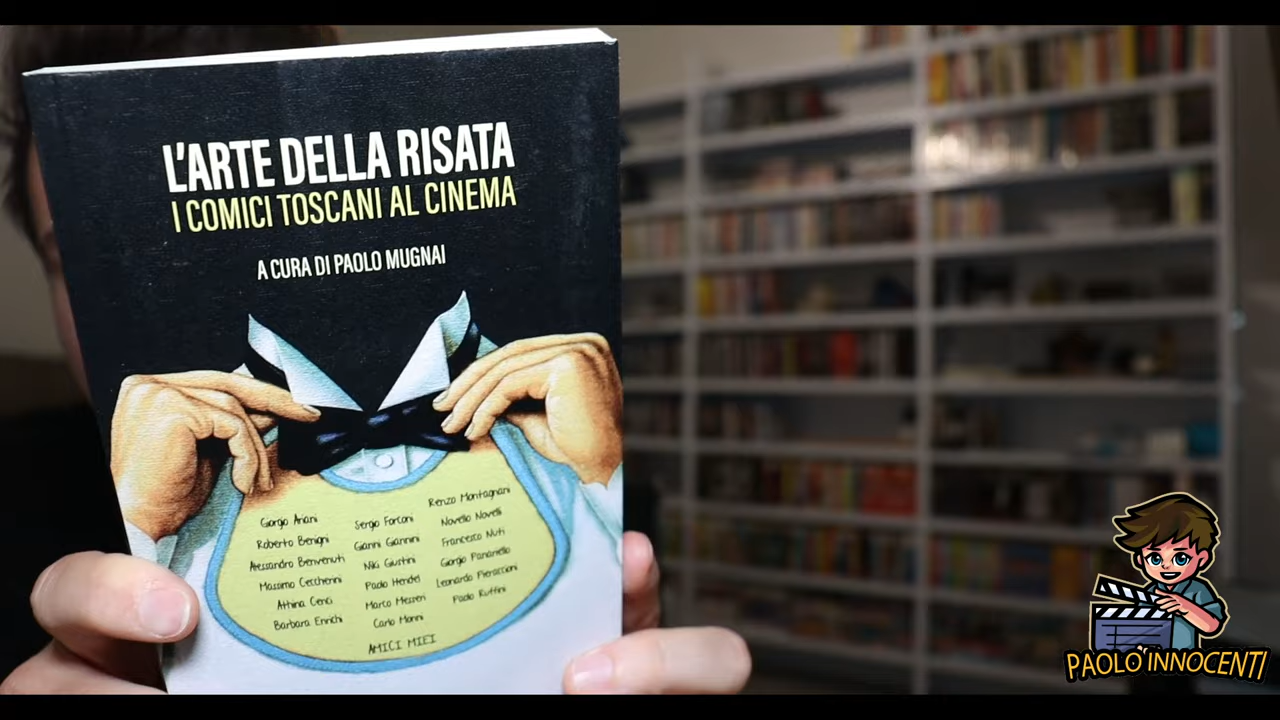 L'ARTE DELLA RISATA
I COMICI TOSCANI AL CINEMA
A CURA DI PAOLO MUGNAI
Giorgio Ariani
Roberto Benigni
Alessandro Benvenuti
Massimo Ceccherini
Athina Cenci
Barbara Enrichi
Sergio Forconi
Gianni Giannini
Niki Giustini
Paolo Hendel
Marco Messeri
Carlo Monni
Renzo Montagnani
Novello Novelli
Francesco Nuti
Giorgio Panariello
Leonardo Pieraccioni
Paolo Ruffini
AMICI MIEI
PAOLO INNOCENTI